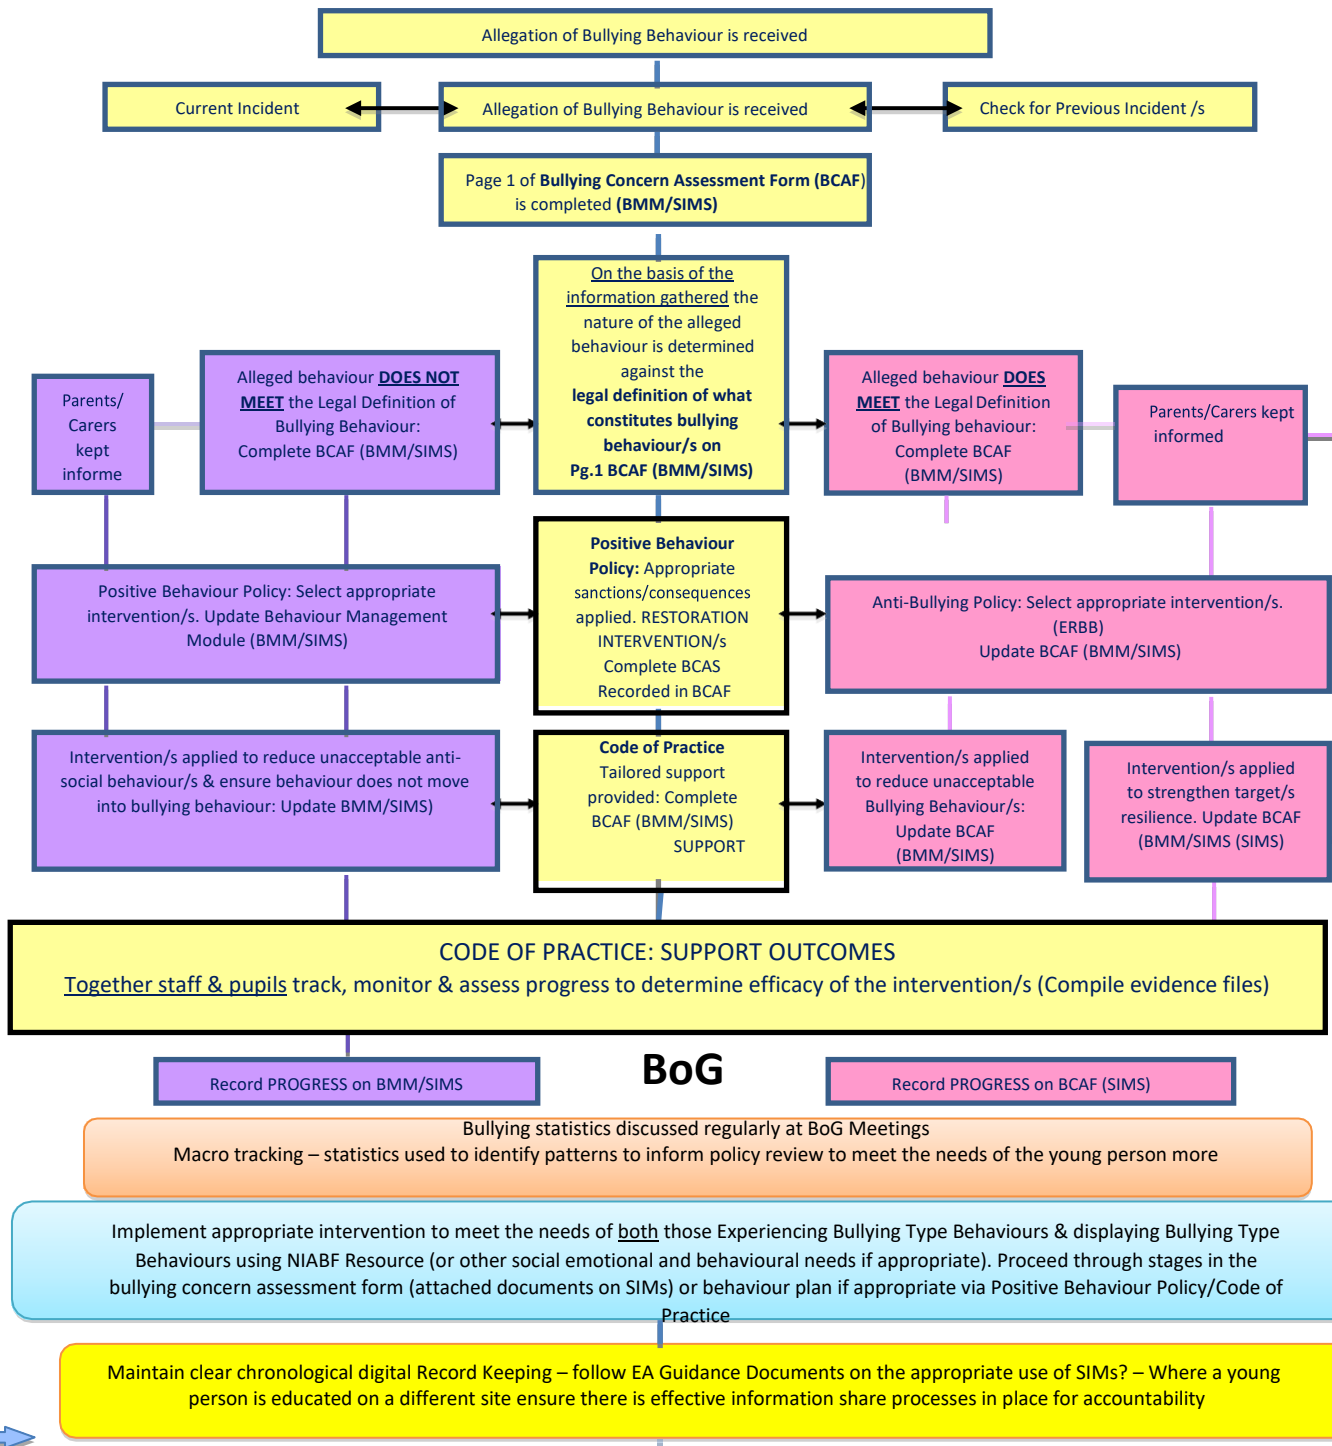 Allegation of Bullying Behaviour is received
Current Incident
Allegation of Bullying Behaviour is received
Check for Previous Incident /s
Page 1 of Bullying Concern Assessment Form (BCAF)
is completed (BMM/SIMS)
On the basis of the
information gathered the
nature of the alleged
behaviour is determined
against the
legal definition of what
constitutes bullying
behaviour/s on
Pg.1 BCAF (BMM/SIMS)
Parents/
Carers
kept
informe
Alleged behaviour DOES NOT
MEET the Legal Definition of
Bullying Behaviour:
Complete BCAF (BMM/SIMS)
Alleged behaviour DOES
MEET the Legal Definition
of Bullying behaviour:
Complete BCAF
(BMM/SIMS)
Parents/Carers kept
informed
Positive Behaviour Policy: Select appropriate
intervention/s. Update Behaviour Management
Module (BMM/SIMS)
Positive Behaviour
Policy: Appropriate
sanctions/consequences
applied. RESTORATION
INTERVENTION/s
Complete BCAS
Recorded in BCAF
Anti-Bullying Policy: Select appropriate intervention/s.
(ERBB)
Update BCAF (BMM/SIMS)
Intervention/s applied to reduce unacceptable anti-
social behaviour/s & ensure behaviour does not move
into bullying behaviour: Update BMM/SIMS)
Code of Practice
Tailored support
provided: Complete
BCAF (BMM/SIMS)
SUPPORT
Intervention/s applied
to reduce unacceptable
Bullying Behaviour/s:
Update BCAF
(BMM/SIMS)
Intervention/s applied
to strengthen target/s
resilience. Update BCAF
(BMM/SIMS (SIMS)
CODE OF PRACTICE: SUPPORT OUTCOMES
Together staff & pupils track, monitor & assess progress to determine efficacy of the intervention/s (Compile evidence files)
Record PROGRESS on BMM/SIMS
BoG
Record PROGRESS on BCAF (SIMS)
Bullying statistics discussed regularly at BoG Meetings
Macro tracking – statistics used to identify patterns to inform policy review to meet the needs of the young person more
Implement appropriate intervention to meet the needs of both those Experiencing Bullying Type Behaviours & displaying Bullying Type
Behaviours using NIABF Resource (or other social emotional and behavioural needs if appropriate). Proceed through stages in the
bullying concern assessment form (attached documents on SIMs) or behaviour plan if appropriate via Positive Behaviour Policy/Code of
Practice
Maintain clear chronological digital Record Keeping – follow EA Guidance Documents on the appropriate use of SIMs? – Where a young
person is educated on a different site ensure there is effective information share processes in place for accountability